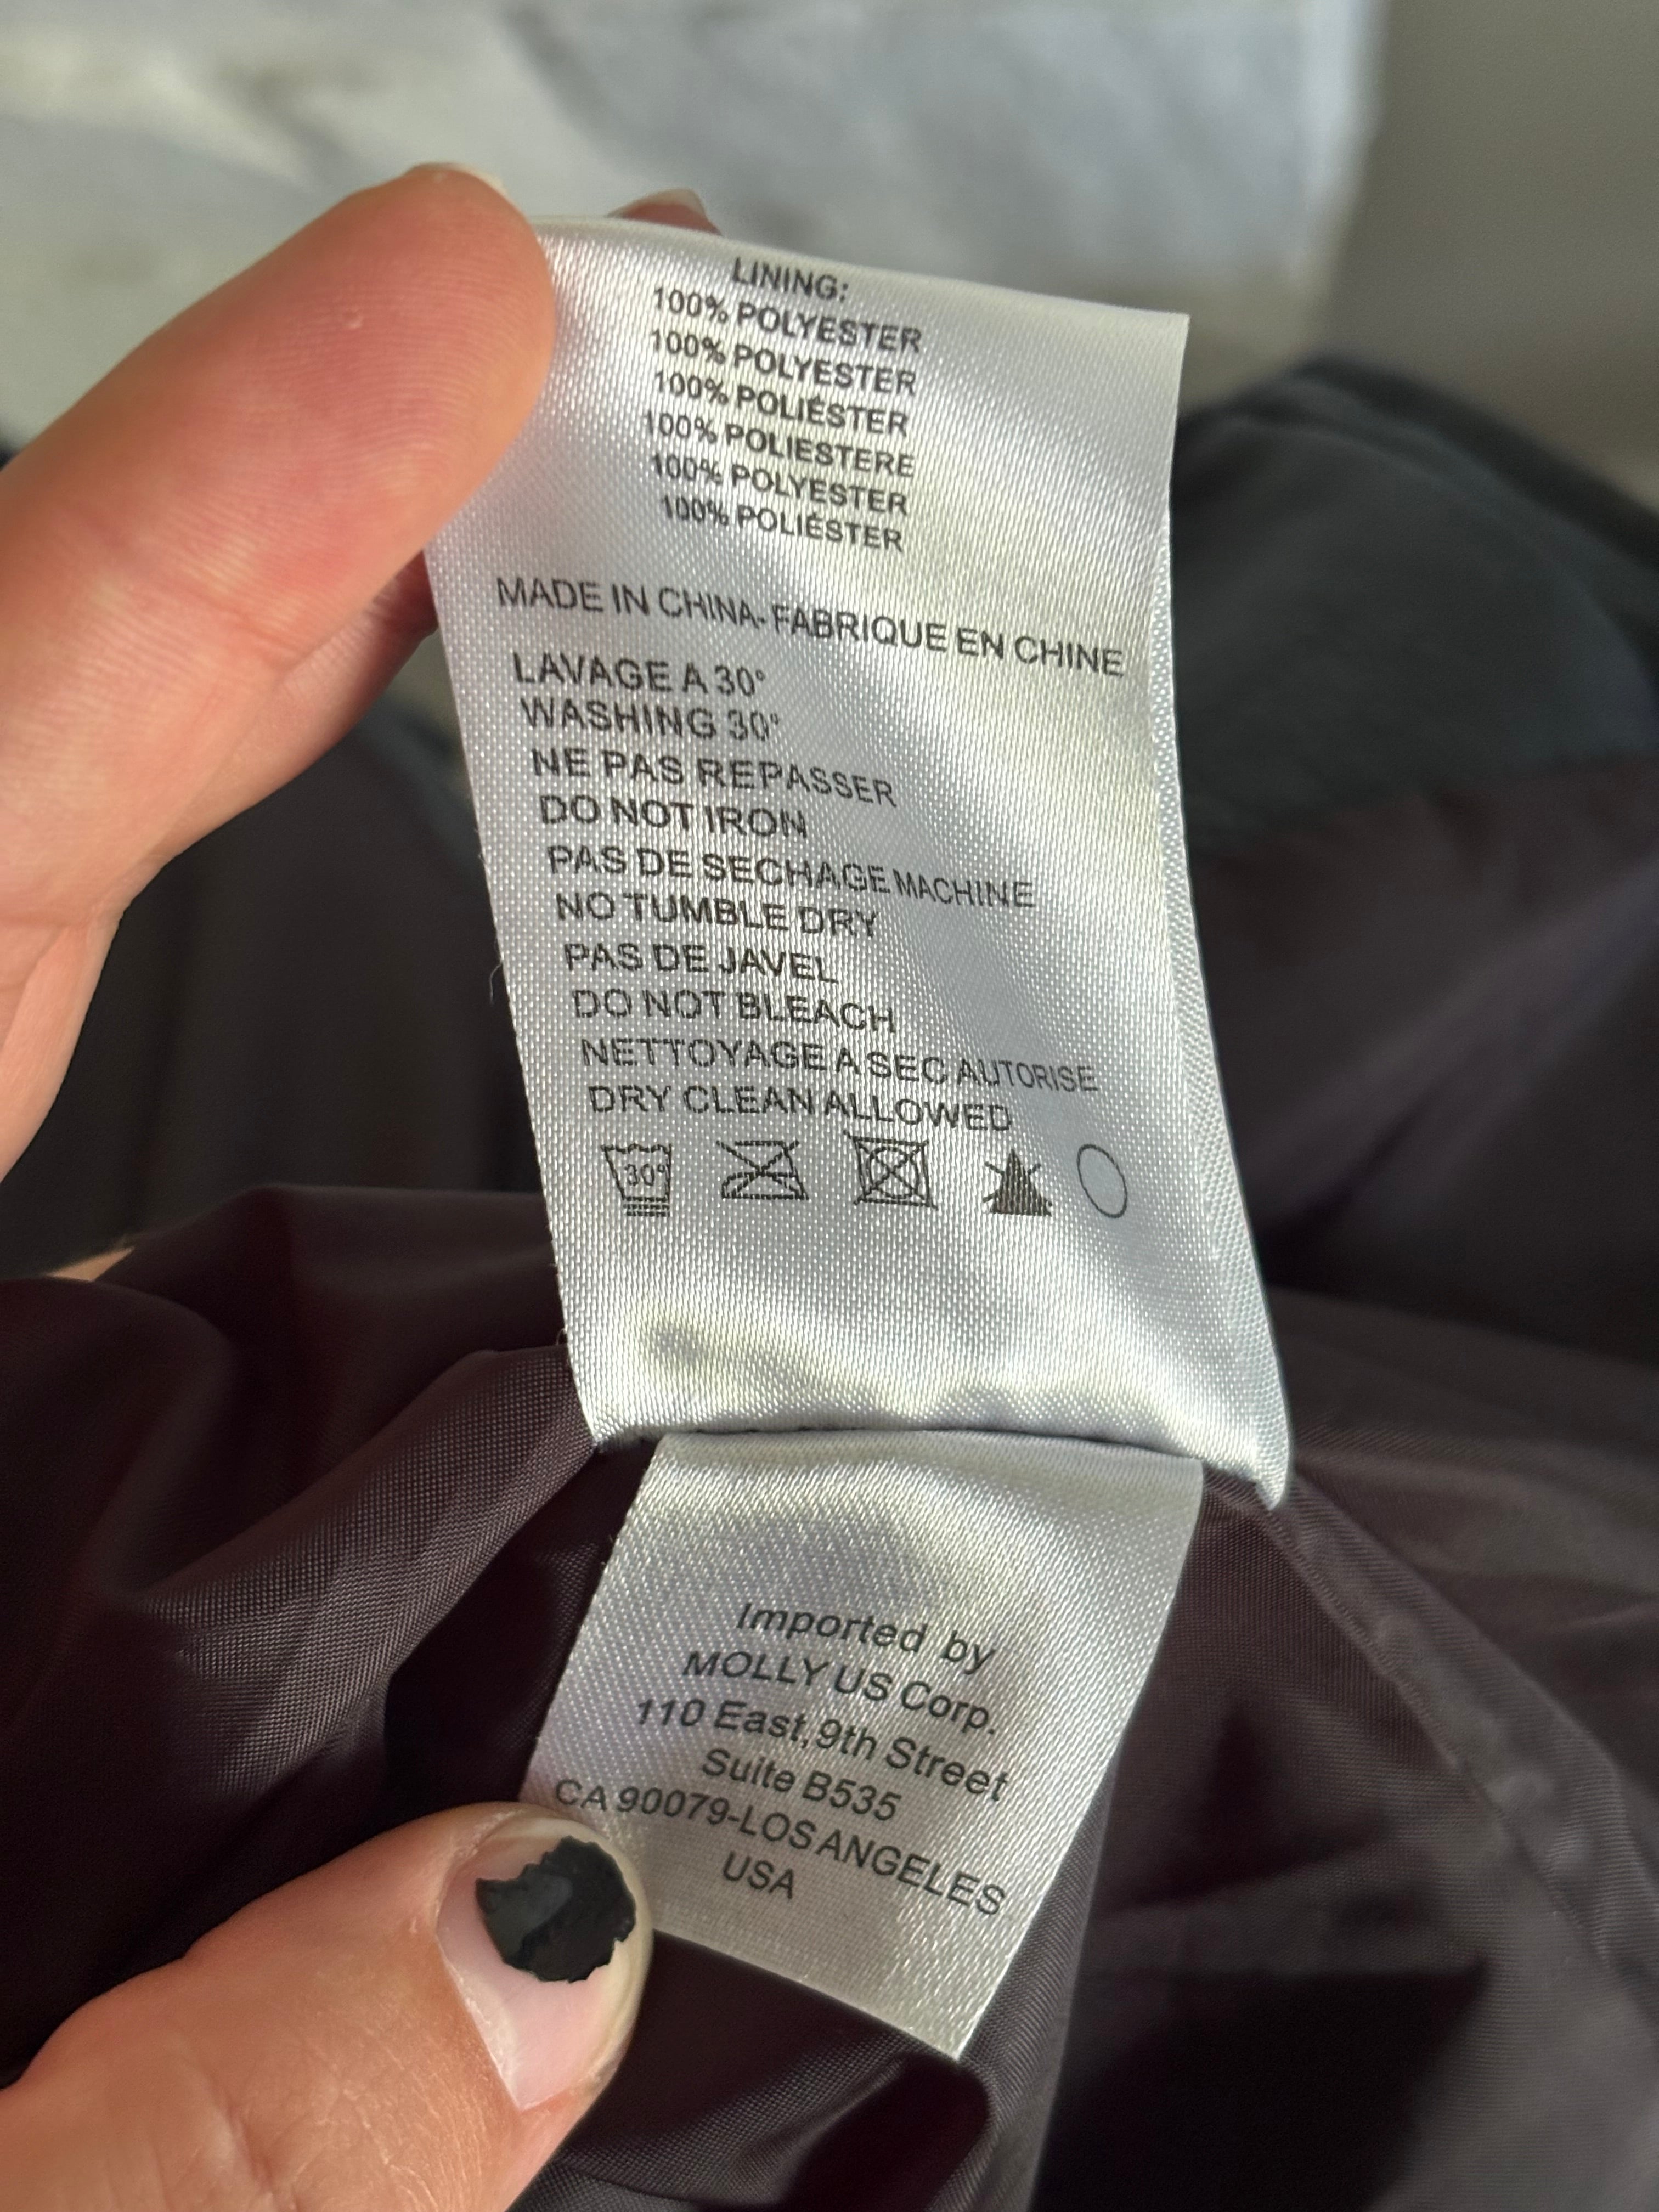 LINING:
100% POLYESTER
100% POLYESTER
100% POLIÉSTER
100% POLIESTERE
100% POLYESTER
100% POLIÉSTER
MADE IN CHINA-FABRIQUE EN CHINE
LAVAGE A 30°
WASHING 30°
NE PAS REPASSER
DO NOT IRON
PAS DE SECHAGE MACHINE
NO TUMBLE DRY
PAS DE JAVEL
DO NOT BLEACH
NETTOYAGE A SEC AUTORISE
DRY CLEAN ALLOWED
30°
Imported by
MOLLY US Corp.
110 East,9th Street
Suite B535
CA 90079-LOS ANGELES
USA